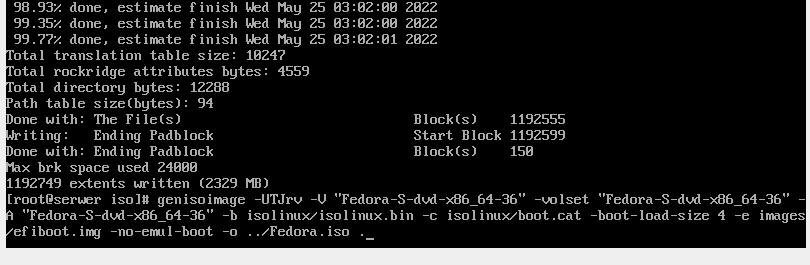 98.93% done, estimate finish Wed May 25 03:02:00 2022
99.35% done, estimate finish Wed May 25 03:02:00 2022
99.77% done, estimate finish Wed May 25 03:02:01 2022
Total translation table size: 10247
Total rockridge attributes bytes: 4559
Total directory bytes: 12288
Path table size(bytes): 94
Done with: The File(s) Block(s) 1192555
Writing: Ending Padblock Start Block 1192599
Done with: Ending Padblock Block(s) 150
Max brk space used 24000
1192749 extents written (2329 MB)
[root@serwer iso]# genisoimage -UTJrv -V "Fedora-S-dvd-x86_64-36" -volset "Fedora-S-dvd-x86_64-36" -
A "Fedora-S-dvd-x86_64-36" -b isolinux/isolinux.bin -c isolinux/boot.cat -boot-load-size 4 -e images
/efiboot.img -no-emul-boot -o ../Fedora.iso ._